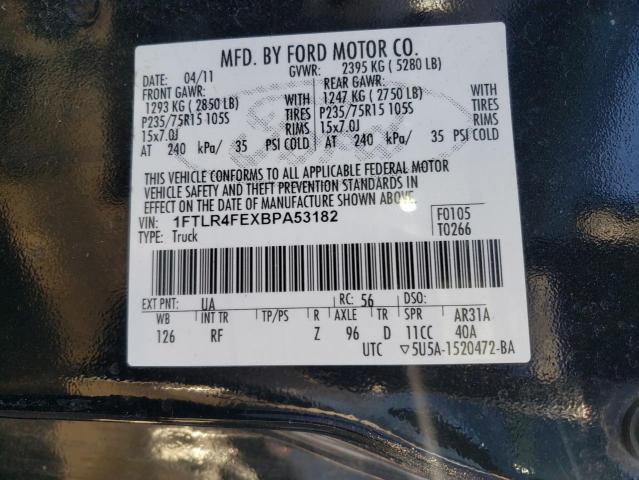 MFD. BY FORD MOTOR CO.
DATE: 04/11 GVWR: 2395 KG ( 5280 LB)
FRONT GAWR: REAR GAWR:
1293 KG ( 2850 LB) WITH 1247 KG ( 2750 LB) WITH
P235/75R15 105S TIRES P235/75R15 105S TIRES
15x7.0J RIMS 15x7.0J RIMS
AT 240 kPa/ 35 PSI COLD AT 240 kPa/ 35 PSI COLD
THIS VEHICLE CONFORMS TO ALL APPLICABLE FEDERAL MOTOR
VEHICLE SAFETY AND THEFT PREVENTION STANDARDS IN
EFFECT ON THE DATE OF MANUFACTURE SHOWN ABOVE.
VIN: 1FTLR4FEXBPA53182 F0105
TYPE: Truck T0266
EXT PNT: UA RC: 56 DSO:
WB INT TR TP/PS R AXLE TR SPR AR31A
126 RF Z 96 D 11CC 40A
UTC ▽5U5A-1520472-BA